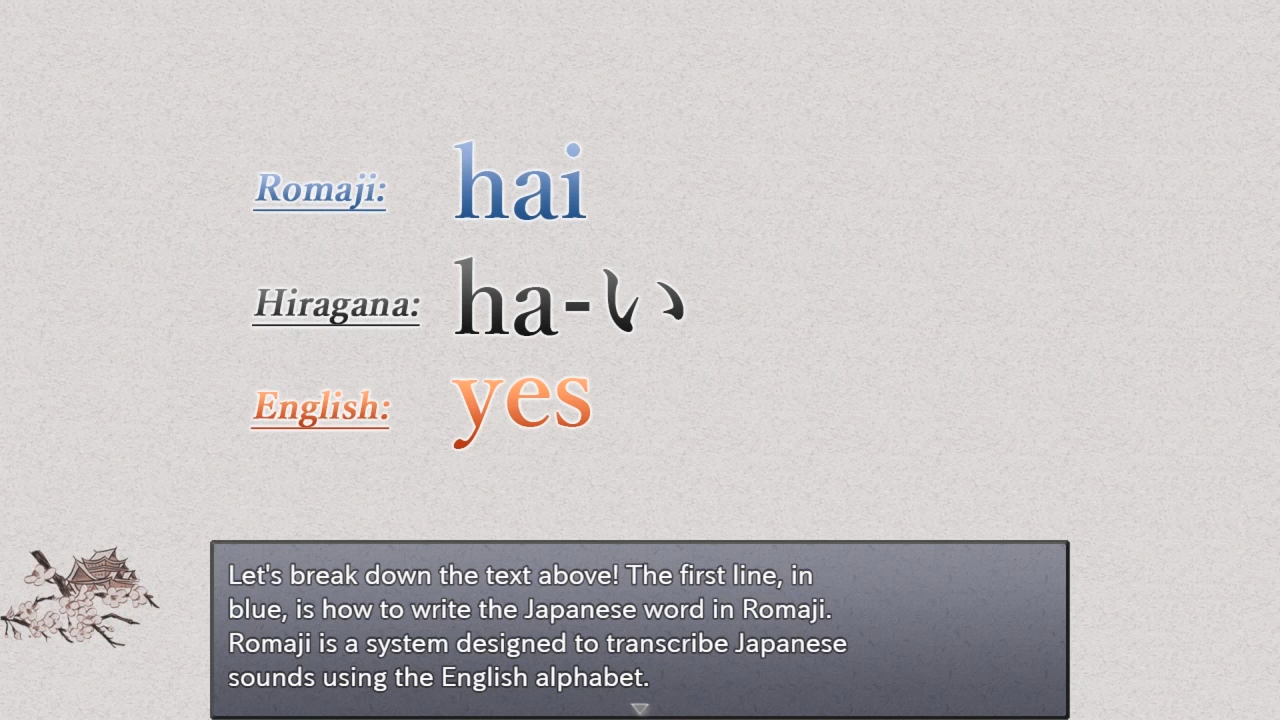 Romaji: hai
Hiragana: ha-い
English: yes
Let's break down the text above! The first line, in
blue, is how to write the Japanese word in Romaji.
Romaji is a system designed to transcribe Japanese
sounds using the English alphabet.